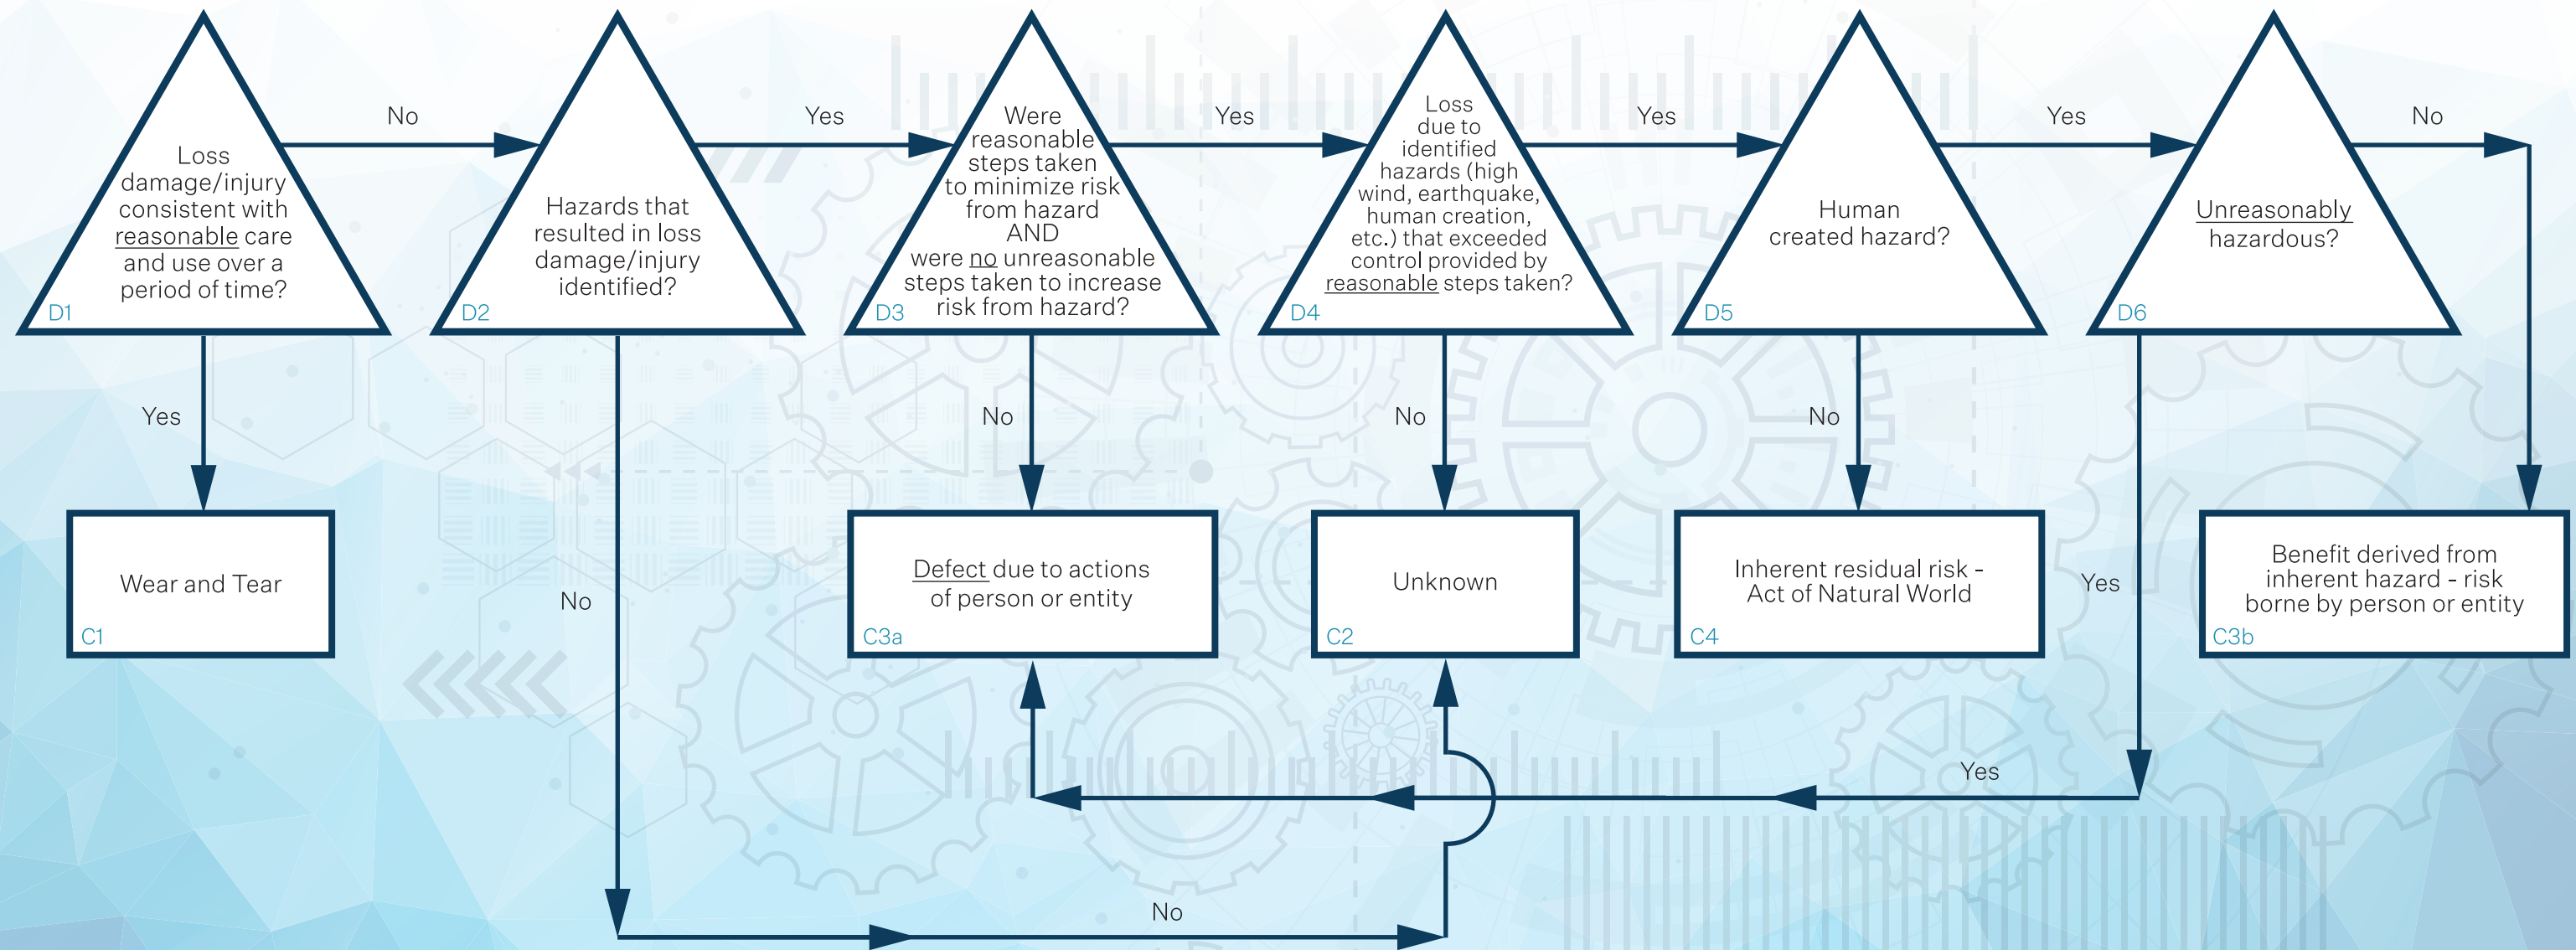 Loss
damage/injury
consistent with
reasonable care
and use over a
period of time?
D1
No
Hazards that
resulted in loss
damage/injury
identified?
D2
Yes
Were
reasonable
steps taken
to minimize risk
from hazard
AND
were no unreasonable
steps taken to increase
risk from hazard?
D3
Yes
Loss
due to
identified
hazards (high
wind, earthquake,
human creation,
etc.) that exceeded
control provided by
reasonable steps taken?
D4
Yes
Human
created hazard?
D5
Yes
Unreasonably
hazardous?
D6
No
Yes
No
No
No
No
Yes
Wear and Tear
C1
Defect due to actions
of person or entity
C3a
Unknown
C2
Inherent residual risk -
Act of Natural World
C4
Benefit derived from
inherent hazard - risk
borne by person or entity
C3b
Yes
No